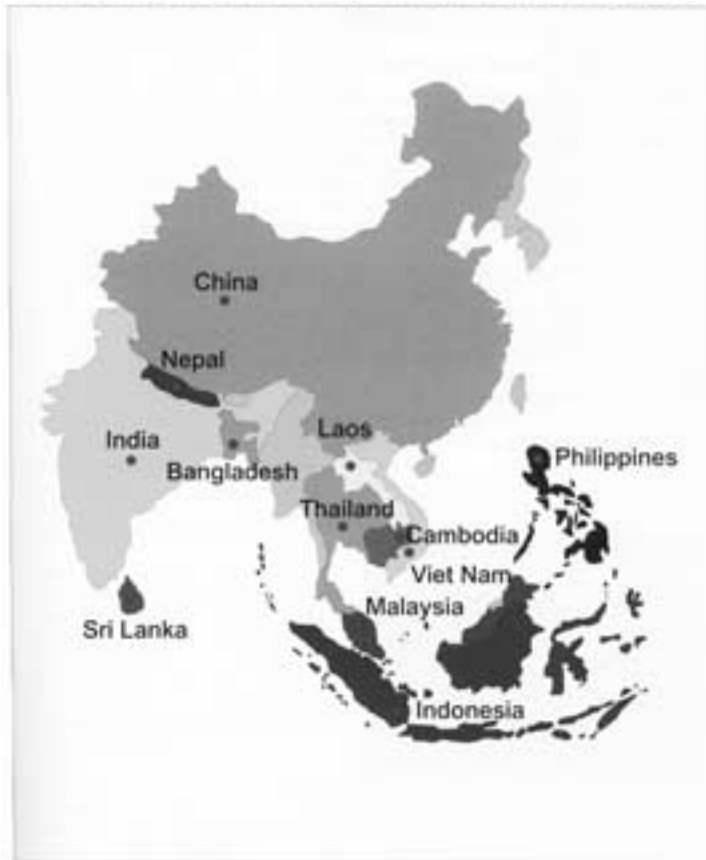 China
Nepal
Laos
India
Bangladesh
Philippines
Thailand
Cambodia
Viet Nam
Malaysia
Sri Lanka
Indonesia